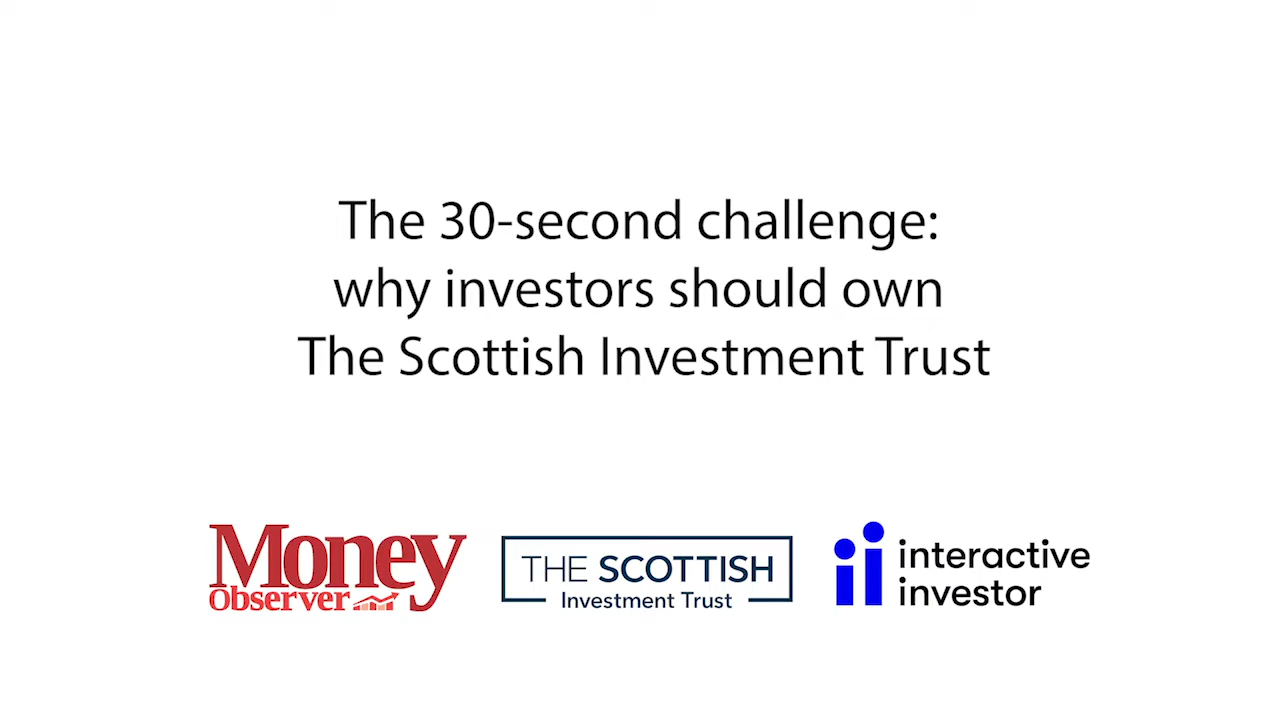 The 30-second challenge:
why investors should own
The Scottish Investment Trust
Money
Observer
THE SCOTTISH
Investment Trust
interactive
investor